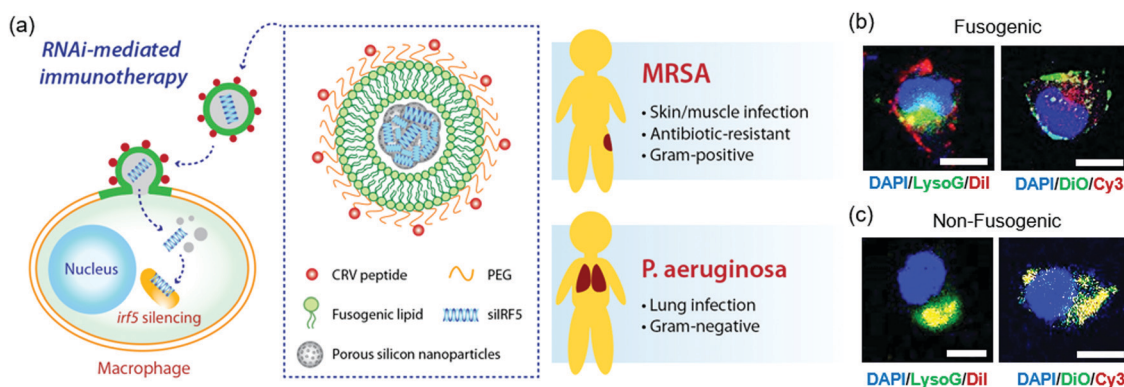 (a)
RNAi-mediated
immunotherapy
Nucleus
irf5 silencing
Macrophage
CRV peptide
PEG
Fusogenic lipid
siIRF5
Porous silicon nanoparticles
MRSA
• Skin/muscle infection
• Antibiotic-resistant
• Gram-positive
P. aeruginosa
• Lung infection
• Gram-negative
(b)
Fusogenic
DAPI/LysoG/DiI
DAPI/DiO/Cy3
(c)
Non-Fusogenic
DAPI/LysoG/DiI
DAPI/DiO/Cy3